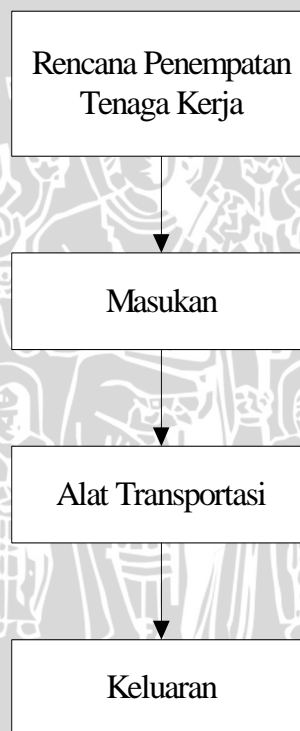 Rencana Penempatan
Tenaga Kerja
Masukan
Alat Transportasi
Keluaran